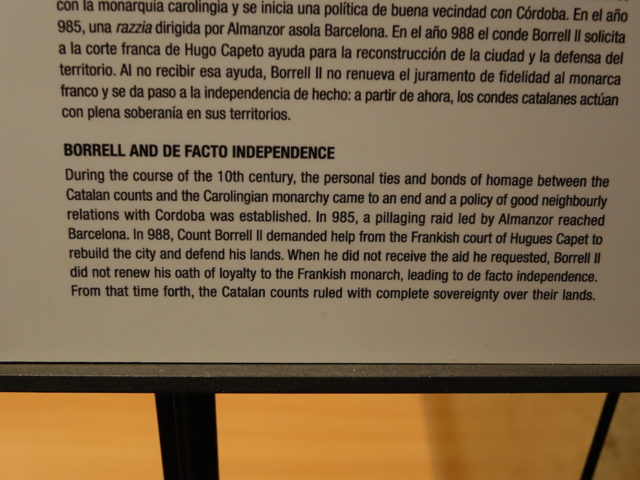 con la monarquía carolingia y se inicia una política de buena vecindad con Córdoba. En el año
985, una razzia dirigida por Almanzor asola Barcelona. En el año 988 el conde Borrell II solicita
a la corte franca de Hugo Capeto ayuda para la reconstrucción de la ciudad y la defensa del
territorio. Al no recibir esa ayuda, Borrell II no renueva el juramento de fidelidad al monarca
franco y se da paso a la independencia de hecho: a partir de ahora, los condes catalanes actúan
con plena soberanía en sus territorios.
BORRELL AND DE FACTO INDEPENDENCE
During the course of the 10th century, the personal ties and bonds of homage between the
Catalan counts and the Carolingian monarchy came to an end and a policy of good neighbourly
relations with Cordoba was established. In 985, a pillaging raid led by Almanzor reached
Barcelona. In 988, Count Borrell II demanded help from the Frankish court of Hugues Capet to
rebuild the city and defend his lands. When he did not receive the aid he requested, Borrell II
did not renew his oath of loyalty to the Frankish monarch, leading to de facto independence.
From that time forth, the Catalan counts ruled with complete sovereignty over their lands.